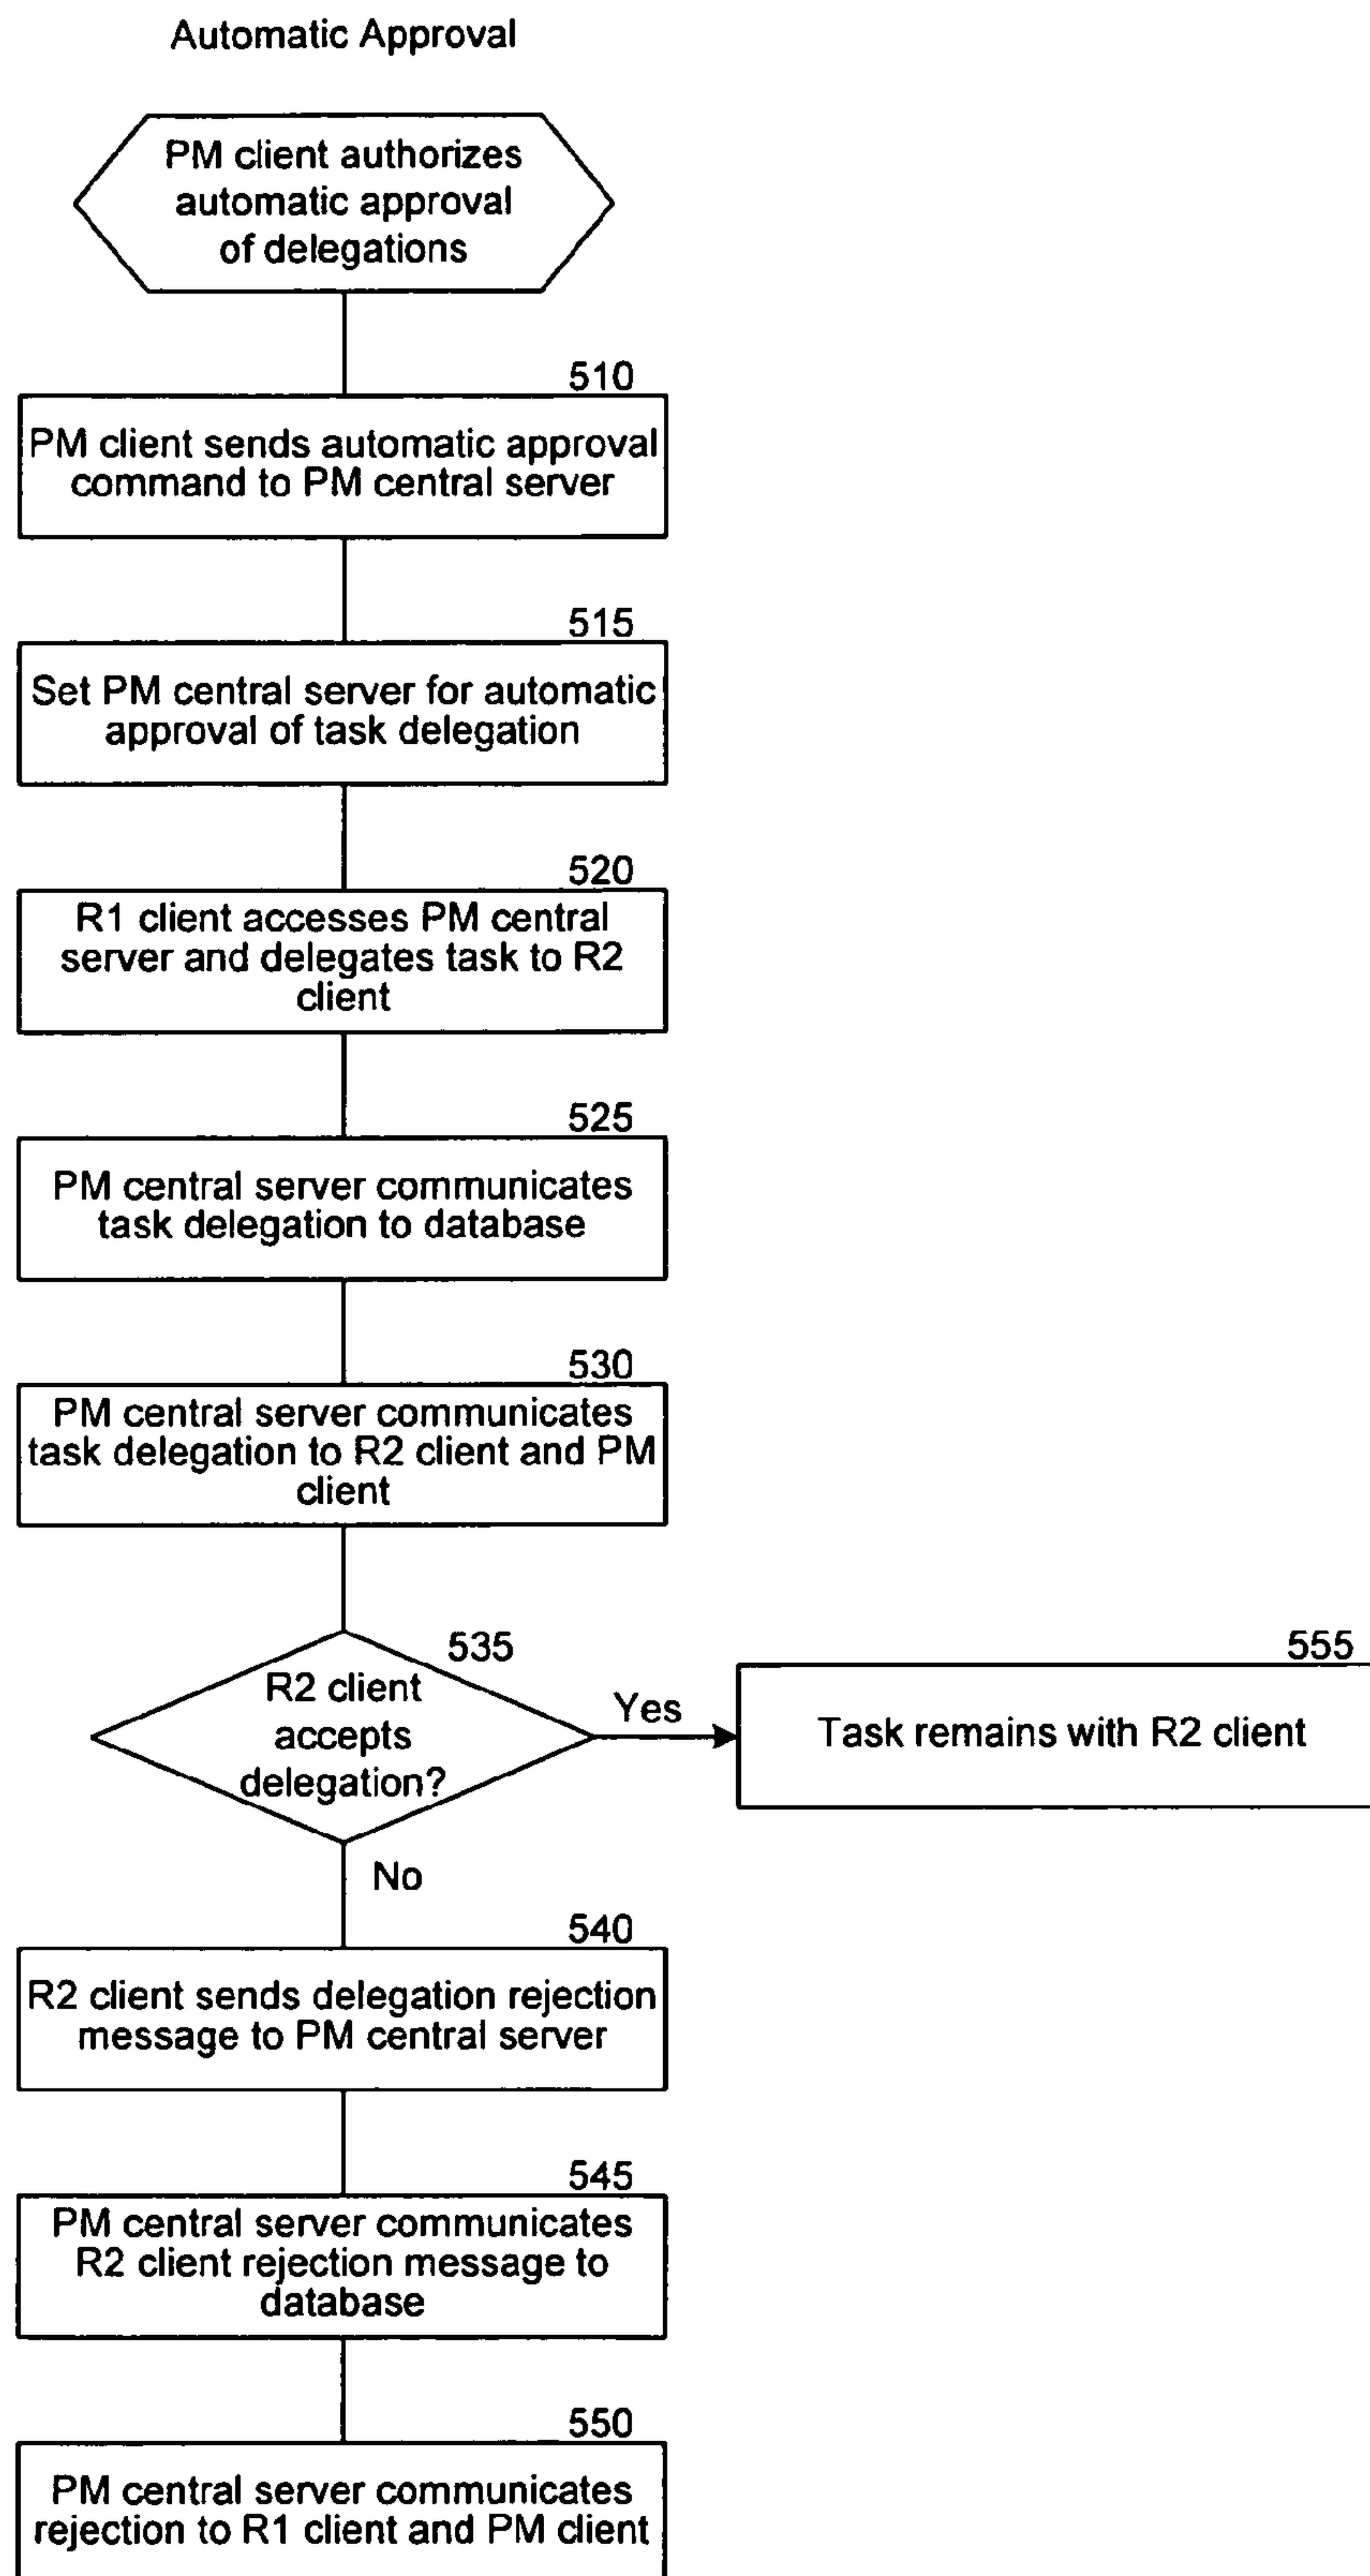 Automatic Approval
PM client authorizes
automatic approval
of delegations
510
PM client sends automatic approval
command to PM central server
515
Set PM central server for automatic
approval of task delegation
520
R1 client accesses PM central
server and delegates task to R2
client
525
PM central server communicates
task delegation to database
530
PM central server communicates
task delegation to R2 client and PM
client
535
R2 client
accepts
delegation?
Yes
555
Task remains with R2 client
No
540
R2 client sends delegation rejection
message to PM central server
545
PM central server communicates
R2 client rejection message to
database
550
PM central server communicates
rejection to R1 client and PM client